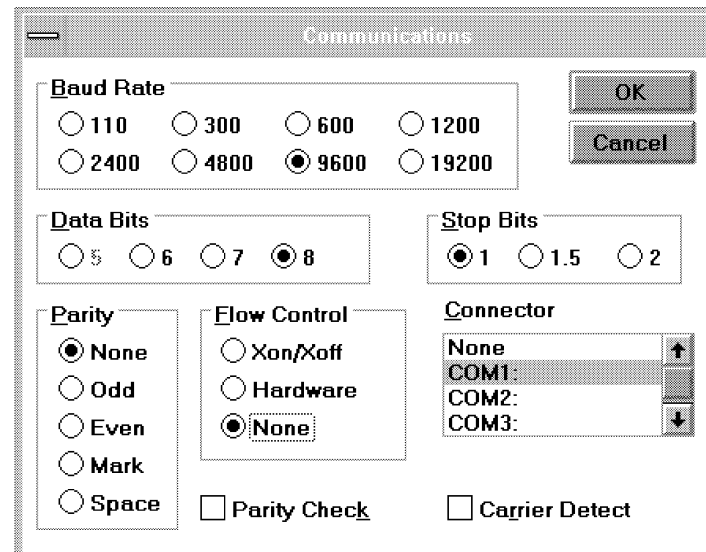 Communications
Baud Rate
110 300 600 1200
2400 4800 9600 19200
OK
Cancel
Data Bits
5 6 7 8
Stop Bits
1 1.5 2
Parity
None
Odd
Even
Mark
Space
Flow Control
Xon/Xoff
Hardware
None
Connector
None
COM1:
COM2:
COM3:
Parity Check
Carrier Detect